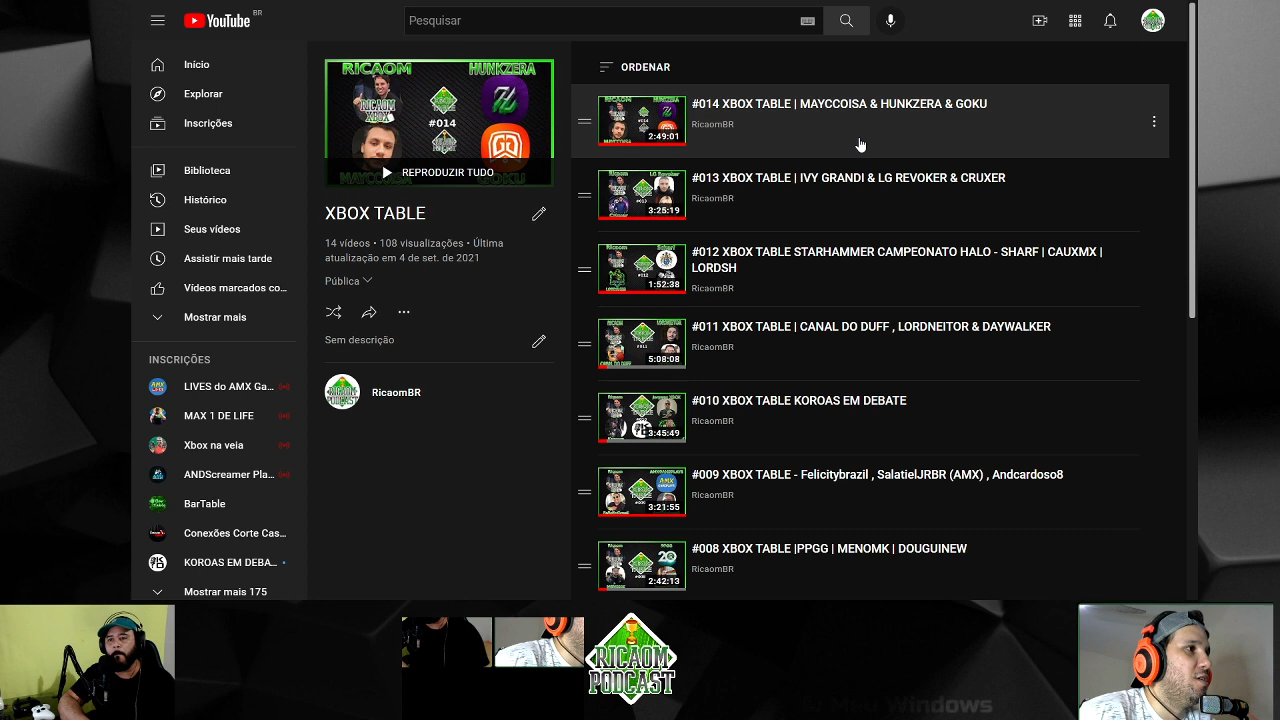 YouTube BR
Pesquisar
Início
Explorar
Inscrições
Biblioteca
Histórico
Seus vídeos
Assistir mais tarde
Vídeos marcados co...
Mostrar mais
INSCRIÇÕES
LIVES do AMX Ga...
MAX 1 DE LIFE
Xbox na veia
ANDScreamer Pla...
BarTable
Conexões Corte Cas...
KOROAS EM DEBA...
Mostrar mais 175
RICAOM
HUNKZERA
RICAOM
XBOX
#014
MAYCCOISA
GOKU
REPRODUZIR TUDO
XBOX TABLE
14 vídeos • 108 visualizações • Última
atualização em 4 de set. de 2021
Pública
Sem descrição
RicaomBR
ORDENAR
2:49:01
#014 XBOX TABLE | MAYCCOISA & HUNKZERA & GOKU
RicaomBR
3:25:19
#013 XBOX TABLE | IVY GRANDI & LG REVOKER & CRUXER
RicaomBR
1:52:38
#012 XBOX TABLE STARHAMMER CAMPEONATO HALO - SHARF | CAUXMX |
LORDSH
RicaomBR
5:08:08
#011 XBOX TABLE | CANAL DO DUFF , LORDNEITOR & DAYWALKER
RicaomBR
3:45:49
#010 XBOX TABLE KOROAS EM DEBATE
RicaomBR
3:21:55
#009 XBOX TABLE - Felicitybrazil , SalatielJRBR (AMX) , Andcardoso8
RicaomBR
2:42:13
#008 XBOX TABLE |PPGG | MENOMK | DOUGUINEW
RicaomBR
RICAOM
PODCAST
Windows